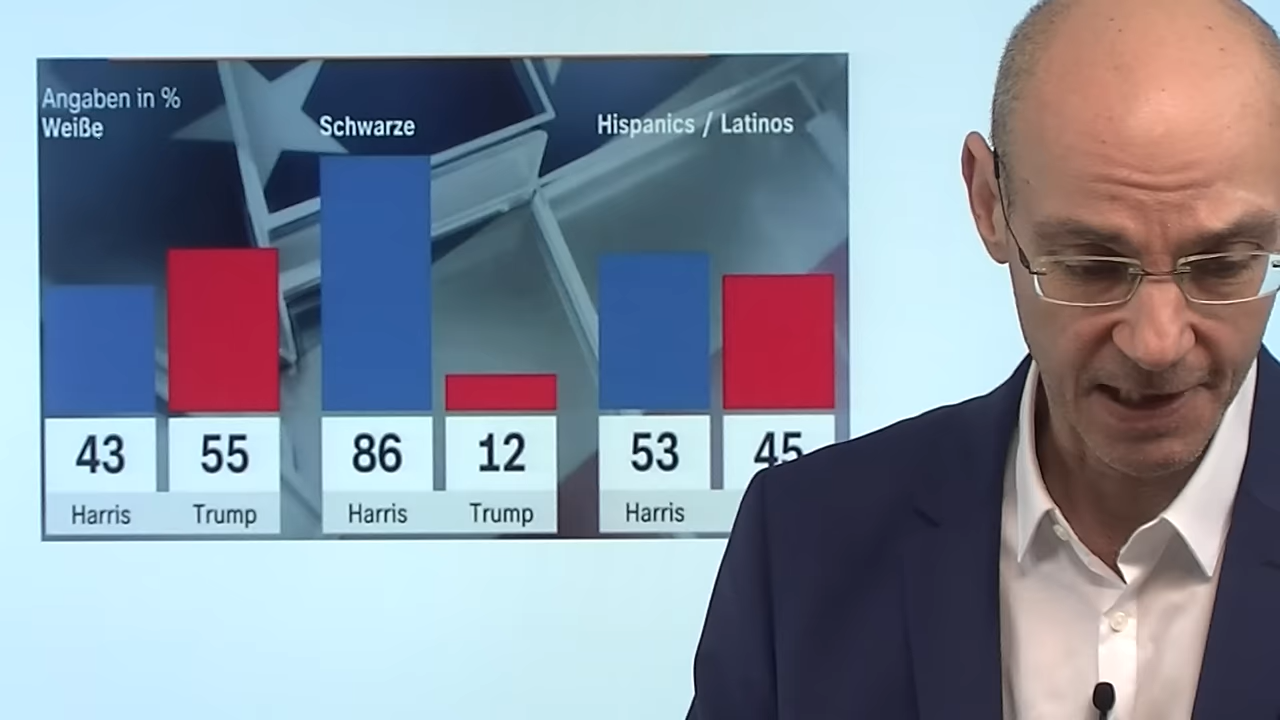 Angaben in %
Weiße
Schwarze
Hispanics / Latinos
43 55 86 12 53 45
Harris Trump Harris Trump Harris